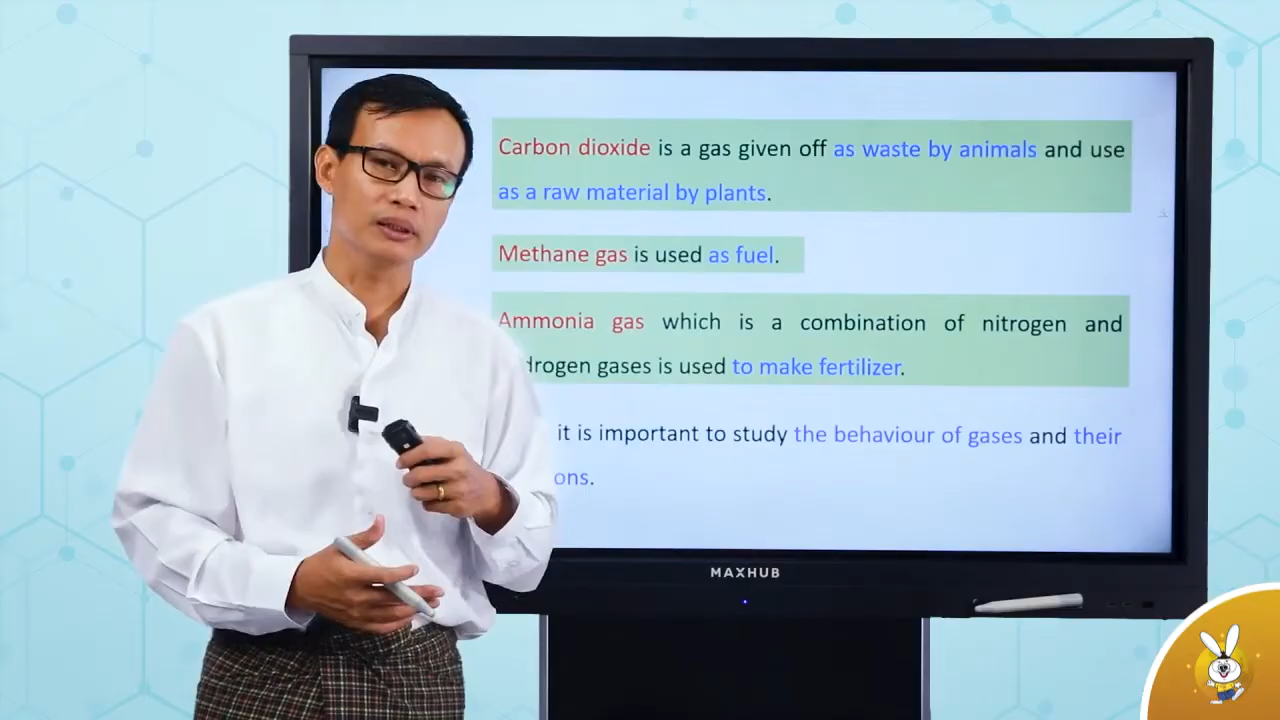 Carbon dioxide is a gas given off as waste by animals and use
as a raw material by plants.
Methane gas is used as fuel.
Ammonia gas which is a combination of nitrogen and
drogen gases is used to make fertilizer.
it is important to study the behaviour of gases and their
ons.
MAXHUB